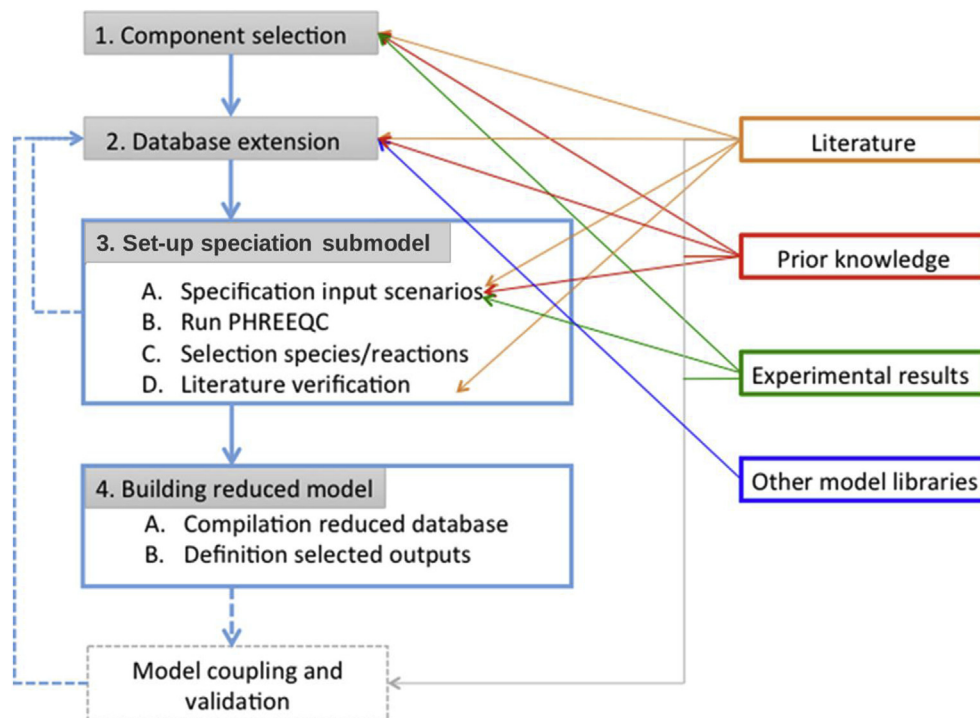 1. Component selection
2. Database extension
3. Set-up speciation submodel
A. Specification input scenarios
B. Run PHREEQC
C. Selection species/reactions
D. Literature verification
4. Building reduced model
A. Compilation reduced database
B. Definition selected outputs
Model coupling and
validation
Literature
Prior knowledge
Experimental results
Other model libraries